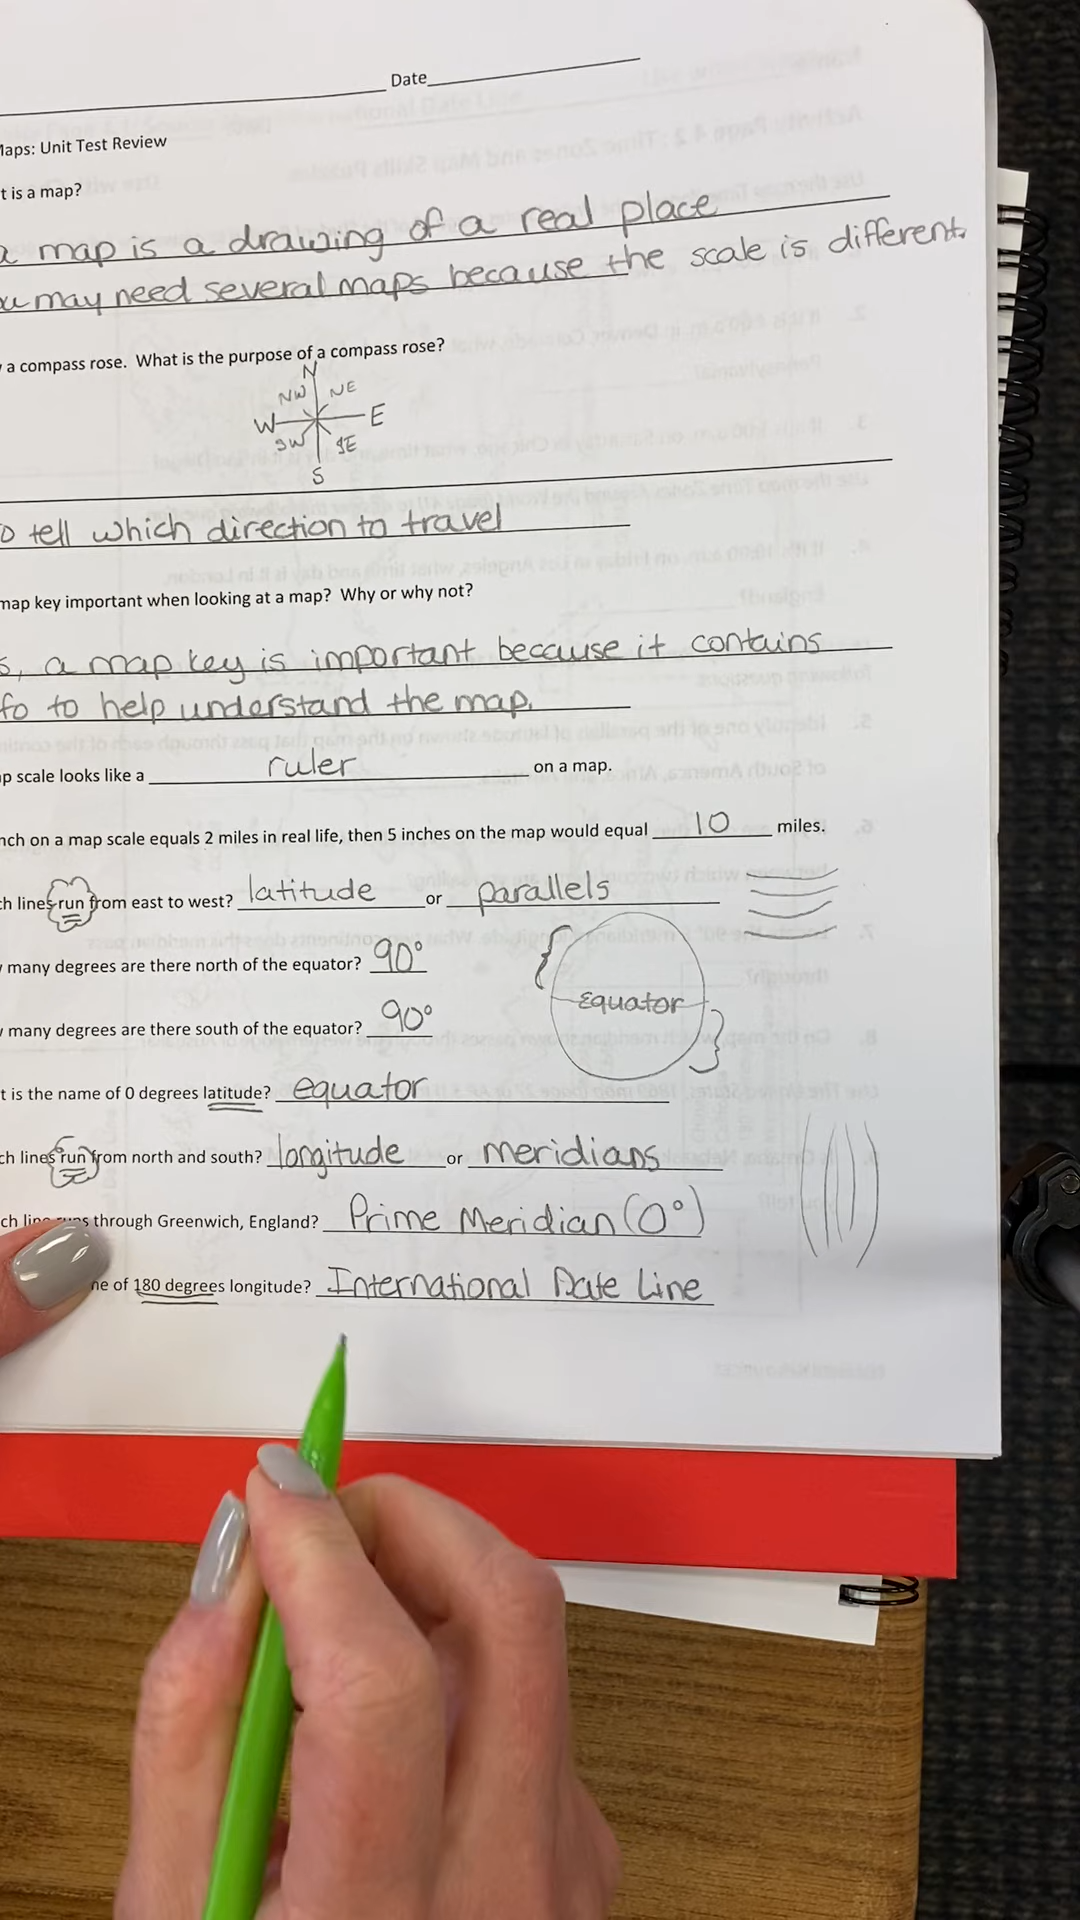 Date
Maps: Unit Test Review
t is a map?
a map is a drawing of a real place
ou may need several maps because the scale is different.
a compass rose. What is the purpose of a compass rose?
N
NW NE
W E
SW SE
S
o tell which direction to travel
map key important when looking at a map? Why or why not?
s, a map key is important because it contains
fo to help understand the map.
p scale looks like a ruler on a map.
nch on a map scale equals 2 miles in real life, then 5 inches on the map would equal 10 miles.
ch lines run from east to west? latitude or parallels
many degrees are there north of the equator? 90°
Equator
many degrees are there south of the equator? 90°
t is the name of 0 degrees latitude? equator
ch lines run from north and south? longitude or meridians
ch line runs through Greenwich, England? Prime Meridian (0°)
ne of 180 degrees longitude? International Date Line